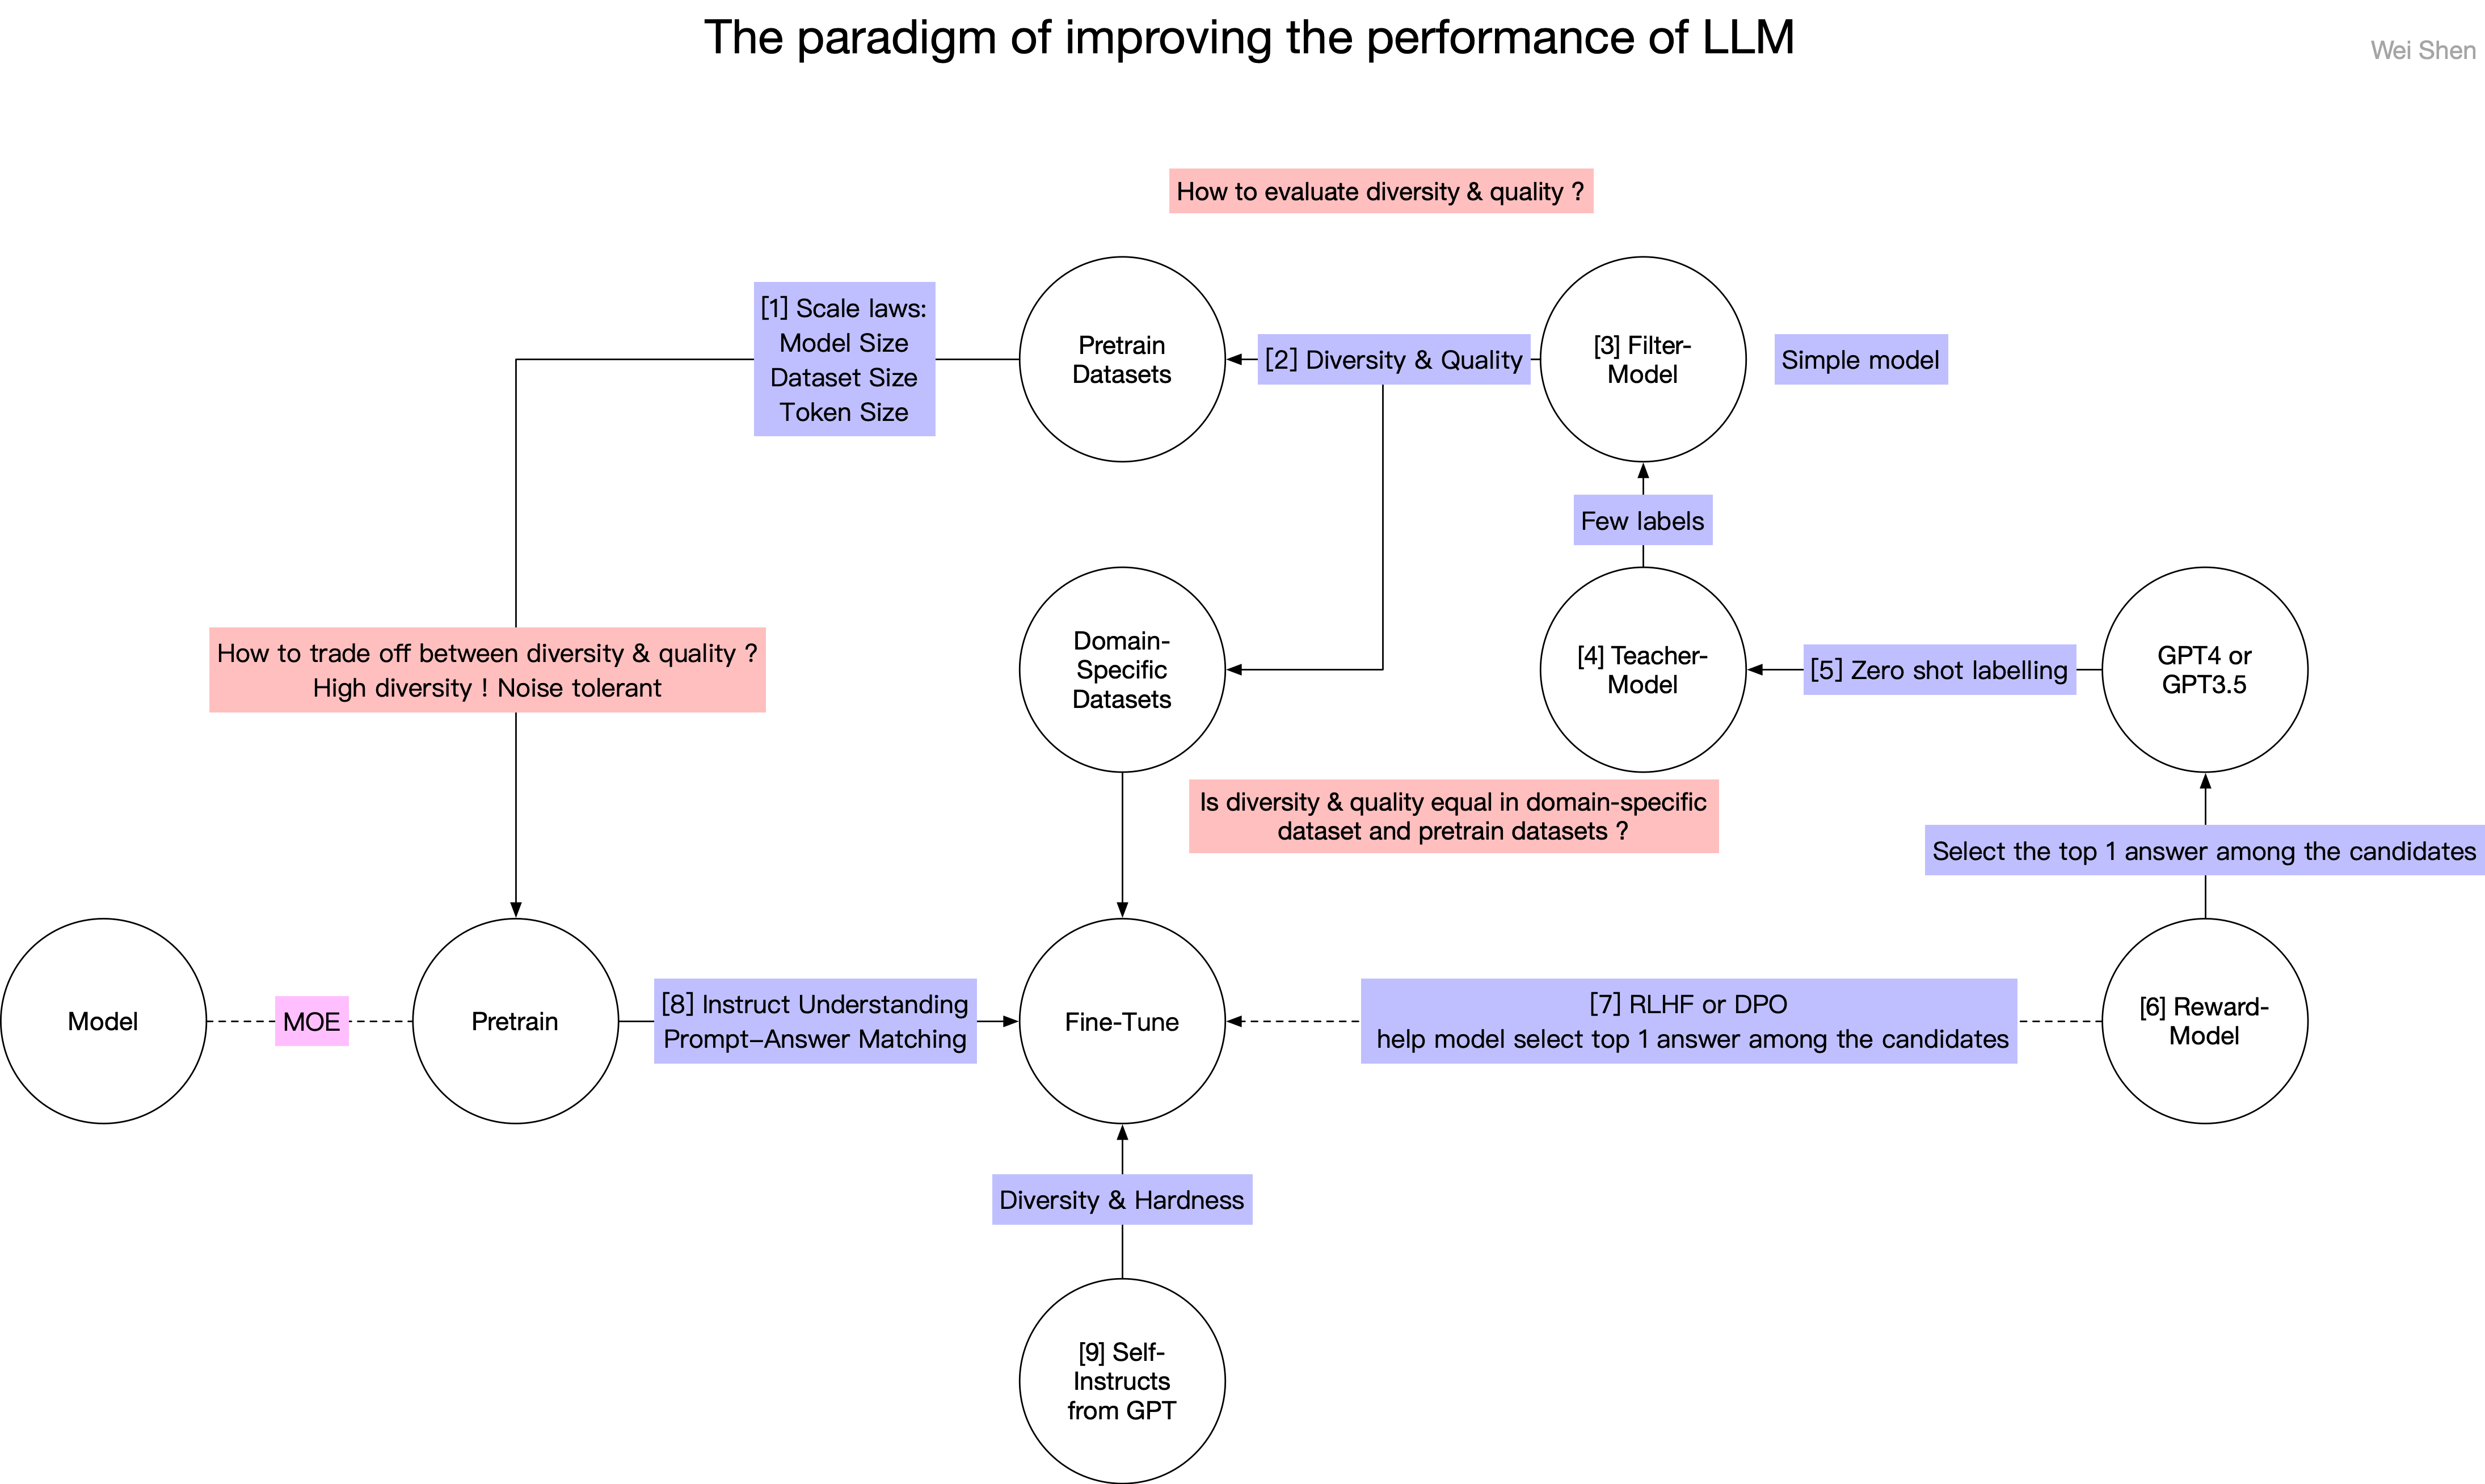 The paradigm of improving the performance of LLM
Wei Shen
How to evaluate diversity & quality ?
[1] Scale laws:
Model Size
Dataset Size
Token Size
Pretrain
Datasets
[2] Diversity & Quality
[3] Filter-
Model
Simple model
Few labels
How to trade off between diversity & quality ?
High diversity ! Noise tolerant
Domain-
Specific
Datasets
[4] Teacher-
Model
[5] Zero shot labelling
GPT4 or
GPT3.5
Is diversity & quality equal in domain-specific
dataset and pretrain datasets ?
Select the top 1 answer among the candidates
Model
MOE
Pretrain
[8] Instruct Understanding
Prompt–Answer Matching
Fine-Tune
[7] RLHF or DPO
help model select top 1 answer among the candidates
[6] Reward-
Model
Diversity & Hardness
[9] Self-
Instructs
from GPT